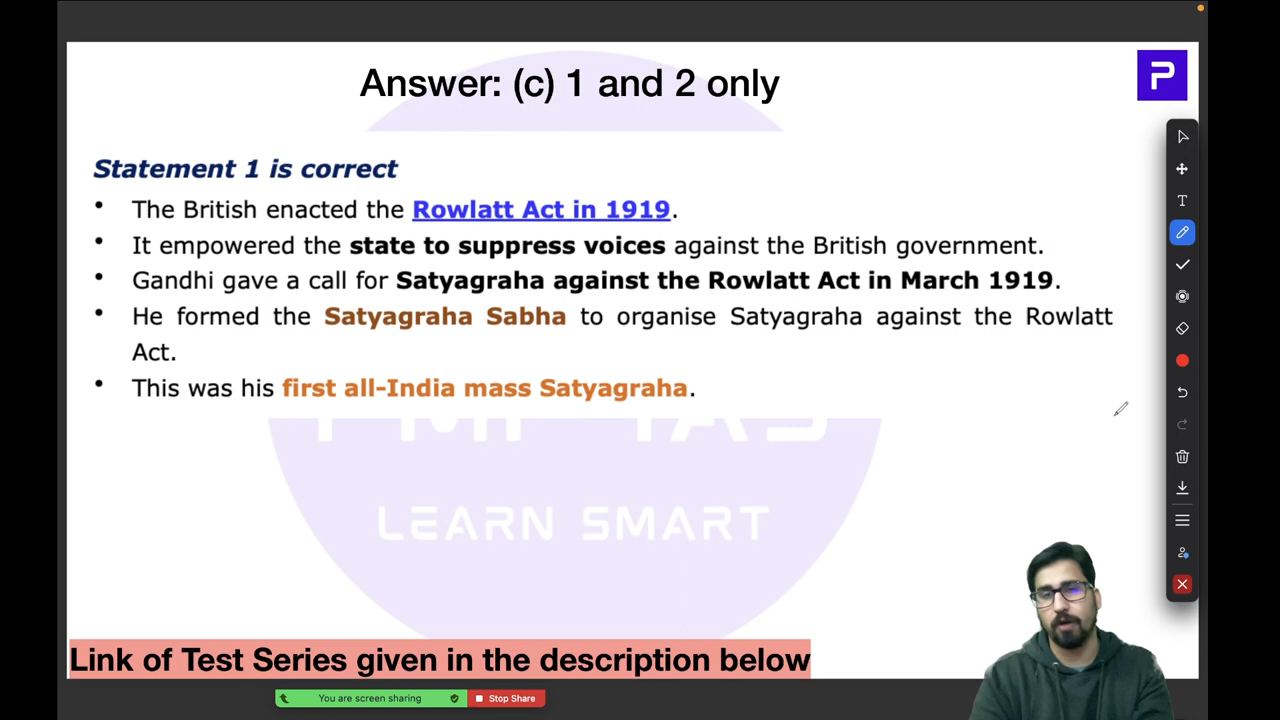 Answer: (c) 1 and 2 only
P
Statement 1 is correct
• The British enacted the Rowlatt Act in 1919.
• It empowered the state to suppress voices against the British government.
• Gandhi gave a call for Satyagraha against the Rowlatt Act in March 1919.
• He formed the Satyagraha Sabha to organise Satyagraha against the Rowlatt
Act.
• This was his first all-India mass Satyagraha.
LEARN SMART
Link of Test Series given in the description below
You are screen sharing
Stop Share